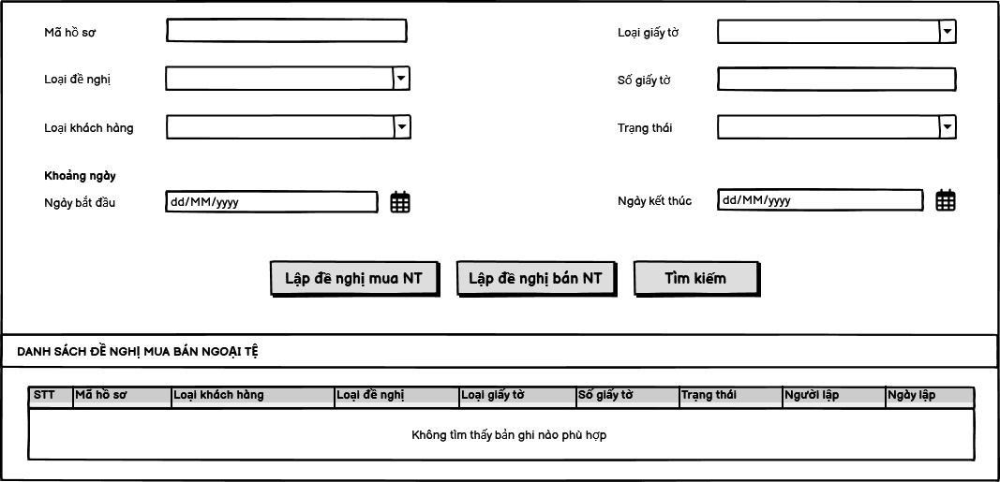 Mã hồ sơ
Loại giấy tờ
Loại đề nghị
Số giấy tờ
Loại khách hàng
Trạng thái
Khoảng ngày
Ngày bắt đầu
dd/MM/yyyy
Ngày kết thúc
dd/MM/yyyy
Lập đề nghị mua NT
Lập đề nghị bán NT
Tìm kiếm
DANH SÁCH ĐỀ NGHỊ MUA BÁN NGOẠI TỆ
STT Mã hồ sơ Loại khách hàng Loại đề nghị Loại giấy tờ Số giấy tờ Trạng thái Người lập Ngày lập
Không tìm thấy bản ghi nào phù hợp